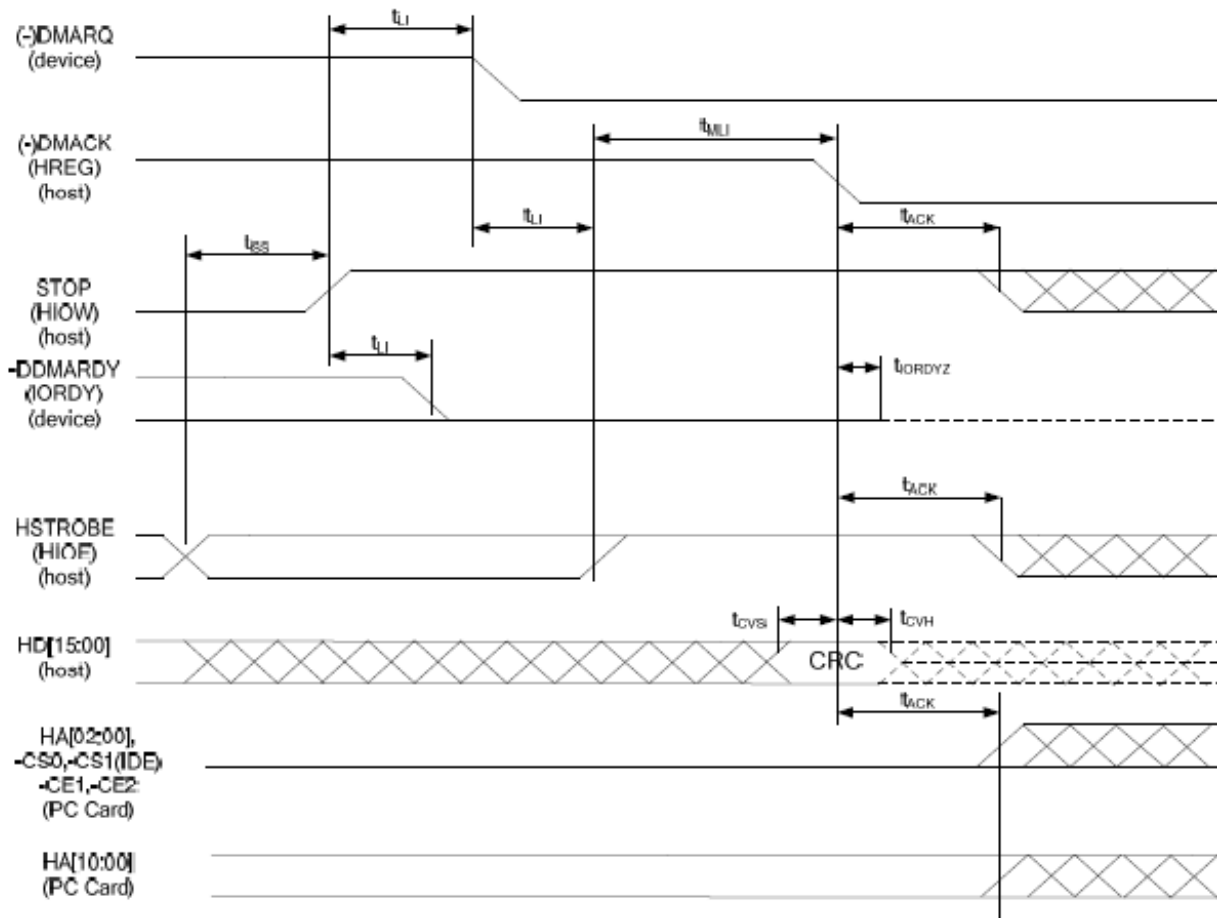 tLI
(-)DMARQ
(device)
tMLI
(-)DMACK
(HREG)
(host)
tLI
tACK
tSS
STOP
(HIOW)
(host)
tLI
-DDMARDY
(IORDY)
(device)
tIORDYZ
tACK
HSTROBE
(HIOE)
(host)
tCVS
tCVH
HD[15:00]
(host)
CRC
tACK
HA[02:00],
-CS0,-CS1(IDE)
-CE1,-CE2
(PC Card)
HA[10:00]
(PC Card)